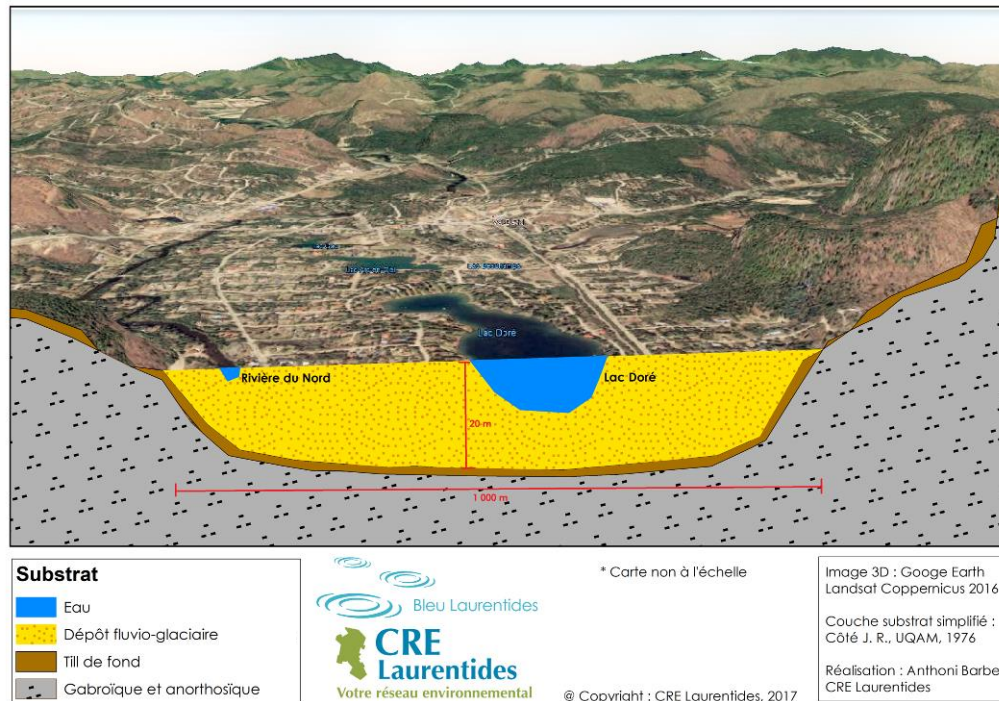 Lac Doré
Rivière du Nord
Lac Doré
20 m
1 000 m
Substrat
Eau
Dépôt fluvio-glaciaire
Till de fond
Gabroïque et anorthosïque
Bleu Laurentides
CRE
Laurentides
Votre réseau environnemental
* Carte non à l'échelle
@ Copyright : CRE Laurentides, 2017
Image 3D : Googe Earth
Landsat Coppernicus 2016
Couche substrat simplifié :
Côté J. R., UQAM, 1976
Réalisation : Anthoni Barbe
CRE Laurentides